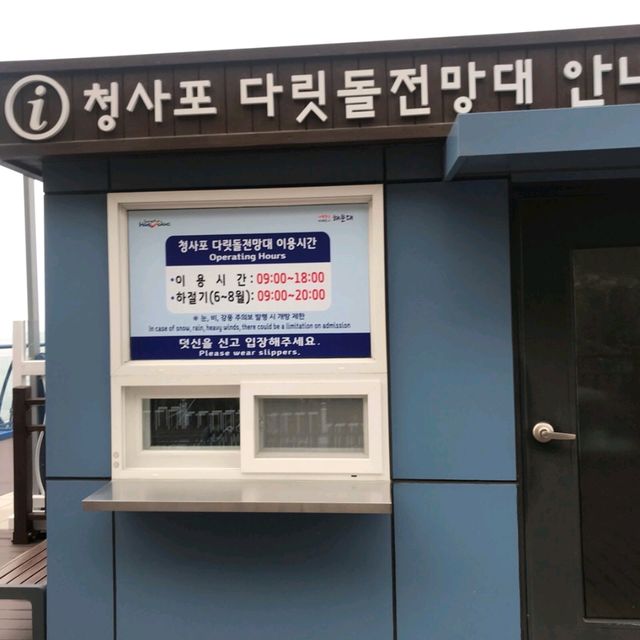 i 청사포 다릿돌전망대 안내
해운대
청사포 다릿돌전망대 이용시간
Operating Hours
•이 용 시 간 : 09:00~18:00
•하절기(6~8월): 09:00~20:00
※ 눈, 비, 강풍 주의보 발령 시 개방 제한
In case of snow, rain, heavy winds, there could be a limitation on admission
덧신을 신고 입장해주세요.
Please wear slippers.